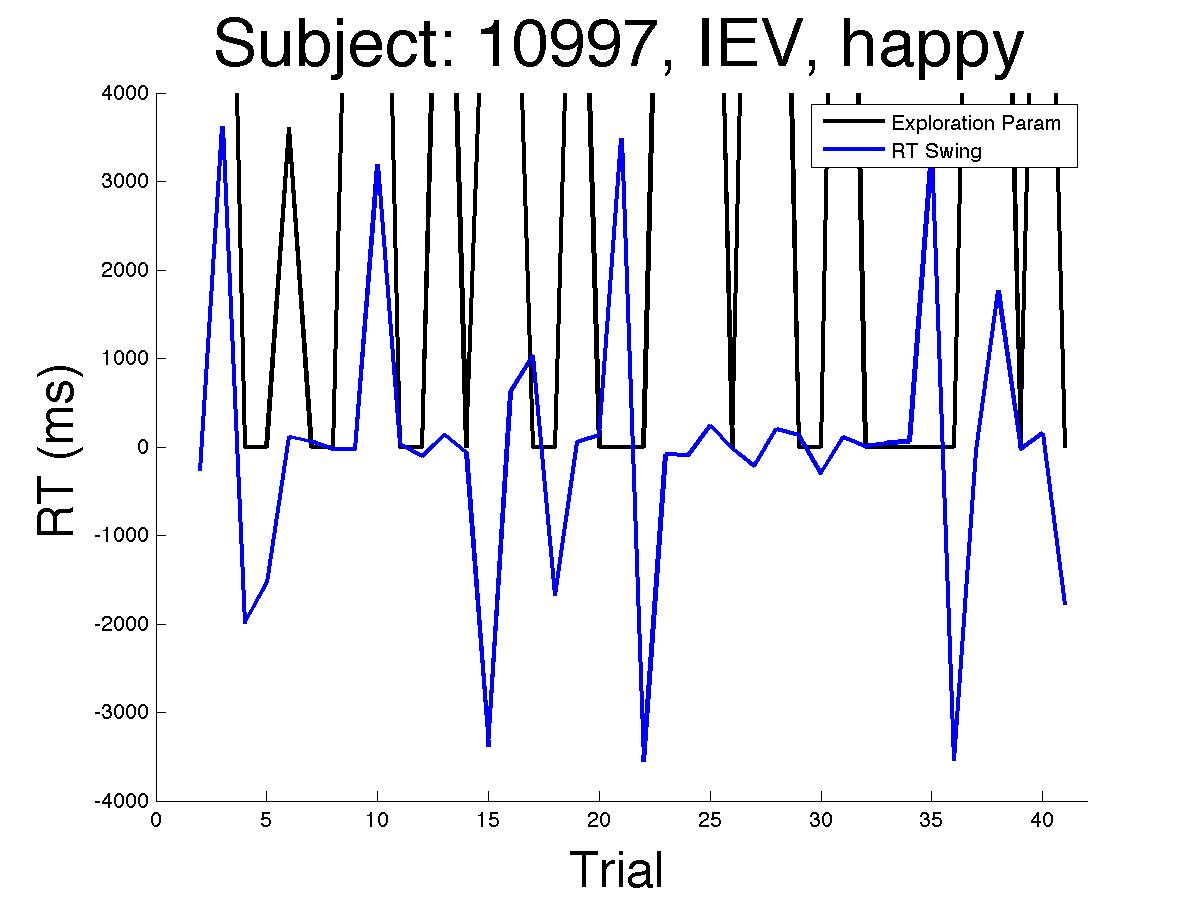 Subject: 10997, IEV, happy
4000
3000
2000
1000
0
-1000
-2000
-3000
-4000
RT (ms)
Exploration Param
RT Swing
0 5 10 15 20 25 30 35 40
Trial